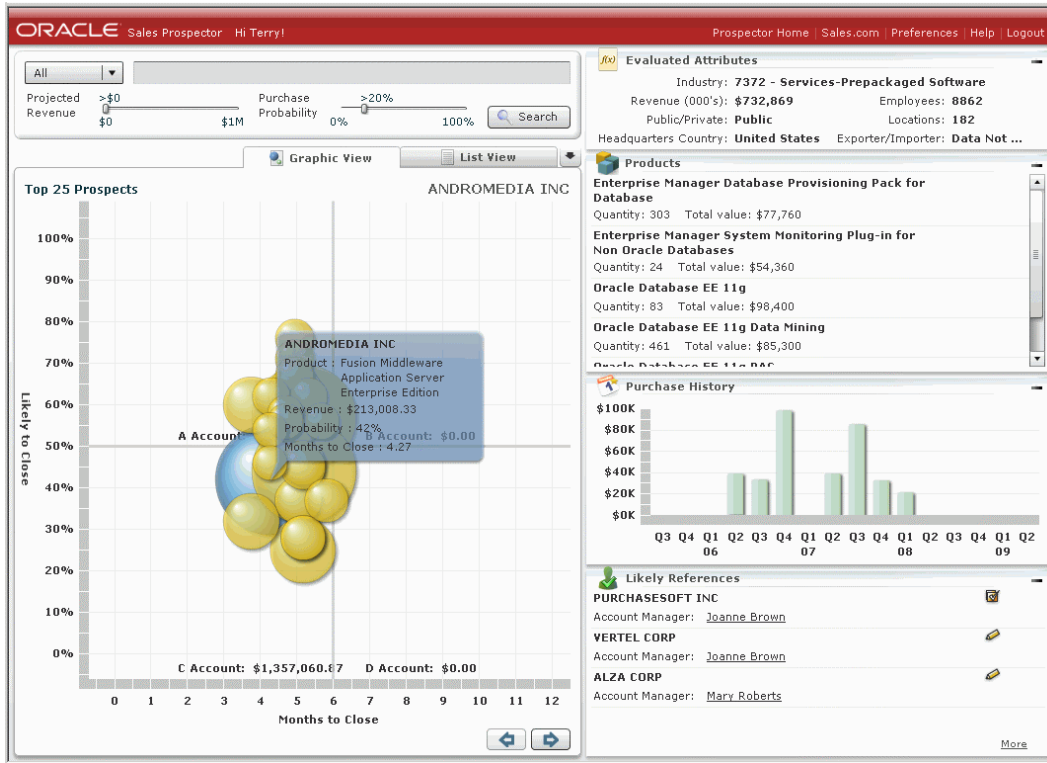 ORACLE Sales Prospector Hi Terry!
Prospector Home | Sales.com | Preferences | Help | Logout
All
Projected Revenue >$0 $0 $1M
Purchase Probability >20% 0% 100%
Search
Graphic View
List View
Top 25 Prospects
ANDROMEDIA INC
100%
90%
80%
70%
60%
50%
40%
30%
20%
10%
0%
Likely to Close
ANDROMEDIA INC
Product : Fusion Middleware
Application Server
Enterprise Edition
Revenue : $213,008.33
Probability : 42%
Months to Close : 4.27
A Account:
B Account: $0.00
C Account: $1,357,060.87 D Account: $0.00
0 1 2 3 4 5 6 7 8 9 10 11 12
Months to Close
f(x) Evaluated Attributes
Industry: 7372 - Services-Prepackaged Software
Revenue (000's): $732,869 Employees: 8862
Public/Private: Public Locations: 182
Headquarters Country: United States Exporter/Importer: Data Not ...
Products
Enterprise Manager Database Provisioning Pack for
Database
Quantity: 303 Total value: $77,760
Enterprise Manager System Monitoring Plug-in for
Non Oracle Databases
Quantity: 24 Total value: $54,360
Oracle Database EE 11g
Quantity: 83 Total value: $98,400
Oracle Database EE 11g Data Mining
Quantity: 461 Total value: $85,300
Oracle Database EE 11g RAC
Purchase History
$100K
$80K
$60K
$40K
$20K
$0K
Q3 Q4 Q1 Q2 Q3 Q4 Q1 Q2 Q3 Q4 Q1 Q2 Q3 Q4 Q1 Q2
06 07 08 09
Likely References
PURCHASESOFT INC
Account Manager: Joanne Brown
VERTEL CORP
Account Manager: Joanne Brown
ALZA CORP
Account Manager: Mary Roberts
More